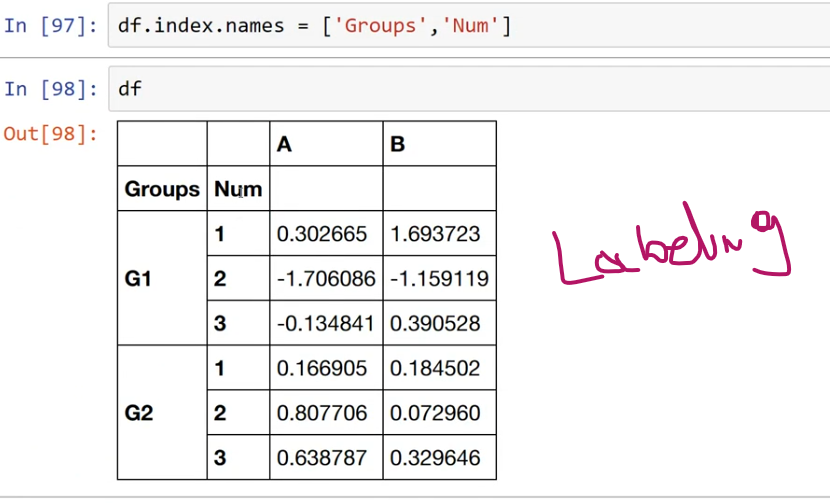 In [97]: df.index.names = ['Groups','Num']
In [98]: df
Out[98]:
A B
Groups Num
G1 1 0.302665 1.693723
2 -1.706086 -1.159119
3 -0.134841 0.390528
G2 1 0.166905 0.184502
2 0.807706 0.072960
3 0.638787 0.329646
Labeling